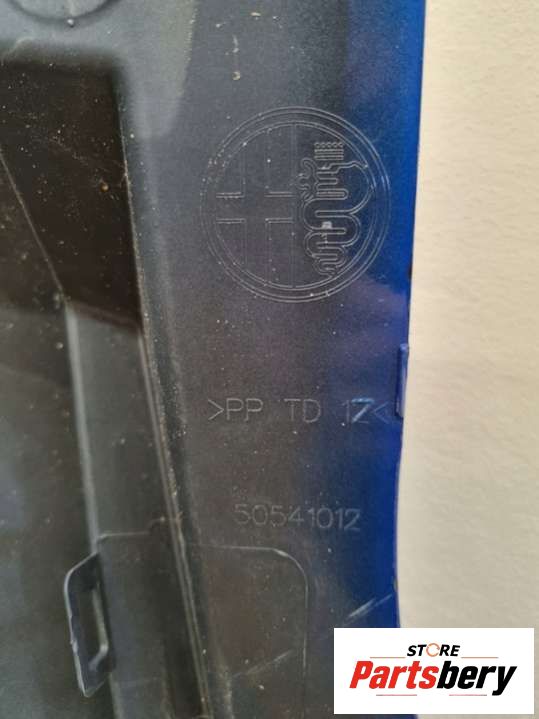 >PP TD 12<
50541012
STORE
Partsbery